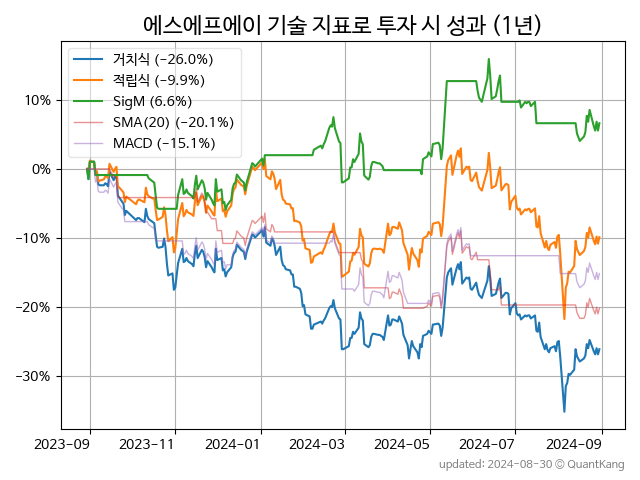 에스에프에이 기술 지표로 투자 시 성과 (1년)
거치식 (−26.0%)
적립식 (−9.9%)
SigM (6.6%)
SMA(20) (−20.1%)
MACD (−15.1%)
10%
0%
−10%
−20%
−30%
2023-09 2023-11 2024-01 2024-03 2024-05 2024-07 2024-09
updated: 2024-08-30 © QuantKang